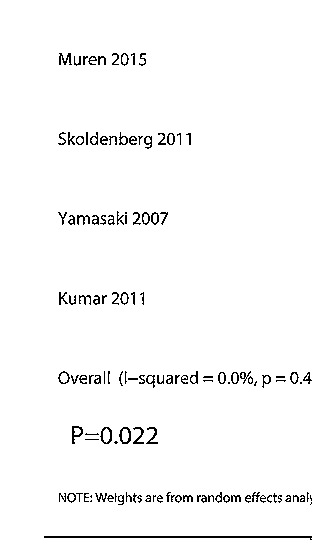 Muren 2015
Skoldenberg 2011
Yamasaki 2007
Kumar 2011
Overall (I−squared = 0.0%, p = 0.4
P=0.022
NOTE: Weights are from random effects